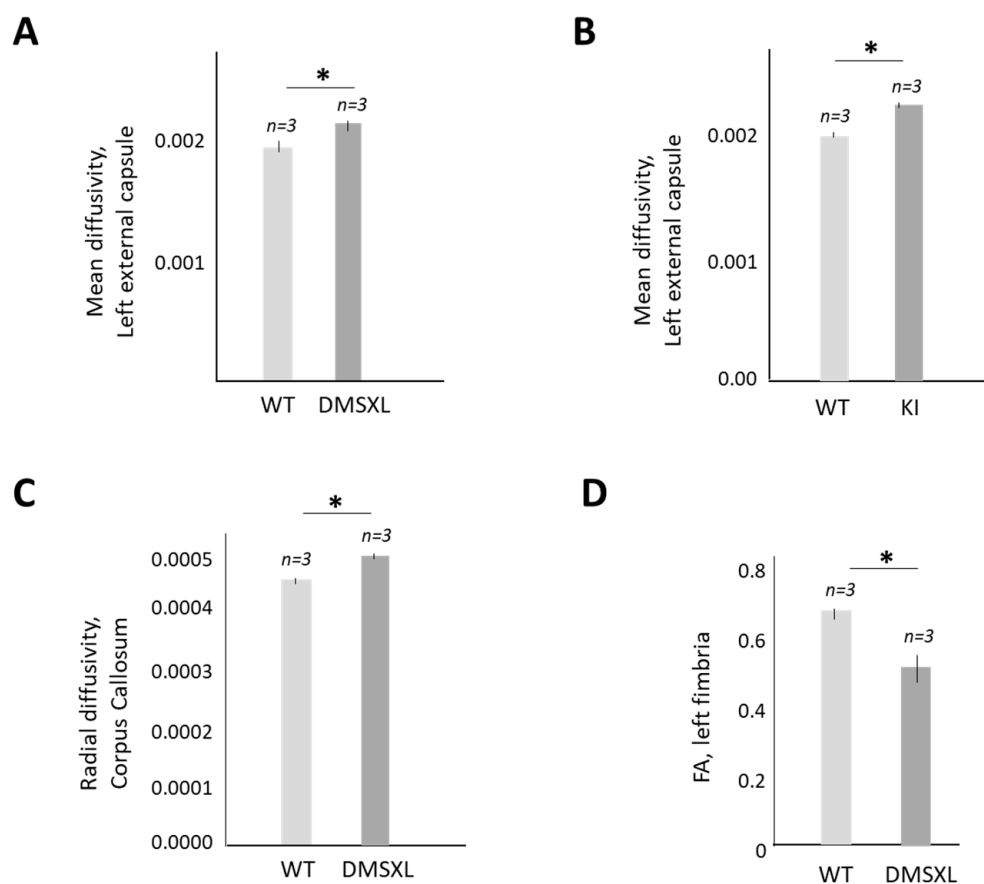 A
*
n=3
n=3
0.002
0.001
Mean diffusivity,
Left external capsule
WT
DMSXL
B
*
n=3
n=3
0.002
0.001
0.00
Mean diffusivity,
Left external capsule
WT
KI
C
*
n=3
n=3
0.0005
0.0004
0.0003
0.0002
0.0001
0.0000
Radial diffusivity,
Corpus Callosum
WT
DMSXL
D
*
n=3
n=3
0.8
0.6
0.4
0.2
0
FA, left fimbria
WT
DMSXL